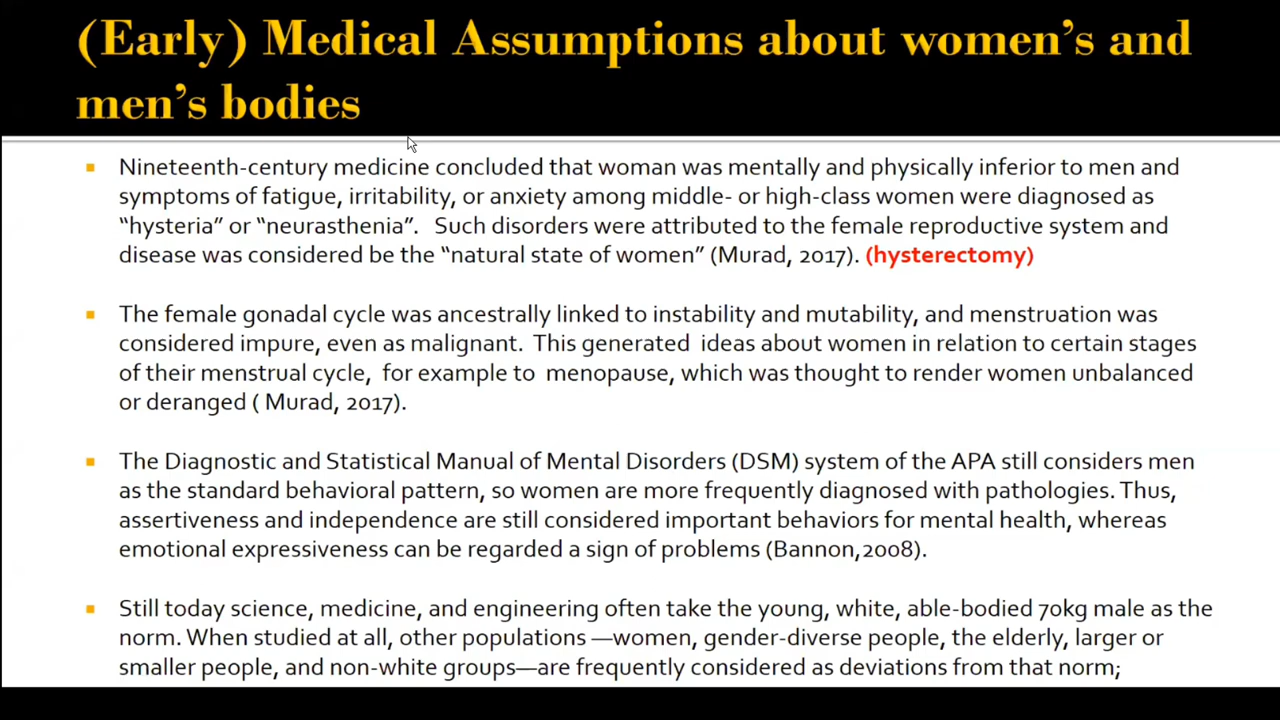 (Early) Medical Assumptions about women's and
men's bodies
Nineteenth-century medicine concluded that woman was mentally and physically inferior to men and
symptoms of fatigue, irritability, or anxiety among middle- or high-class women were diagnosed as
“hysteria” or “neurasthenia”. Such disorders were attributed to the female reproductive system and
disease was considered be the “natural state of women” (Murad, 2017). (hysterectomy)
The female gonadal cycle was ancestrally linked to instability and mutability, and menstruation was
considered impure, even as malignant. This generated ideas about women in relation to certain stages
of their menstrual cycle, for example to menopause, which was thought to render women unbalanced
or deranged ( Murad, 2017).
The Diagnostic and Statistical Manual of Mental Disorders (DSM) system of the APA still considers men
as the standard behavioral pattern, so women are more frequently diagnosed with pathologies. Thus,
assertiveness and independence are still considered important behaviors for mental health, whereas
emotional expressiveness can be regarded a sign of problems (Bannon,2008).
Still today science, medicine, and engineering often take the young, white, able-bodied 70kg male as the
norm. When studied at all, other populations —women, gender-diverse people, the elderly, larger or
smaller people, and non-white groups—are frequently considered as deviations from that norm;